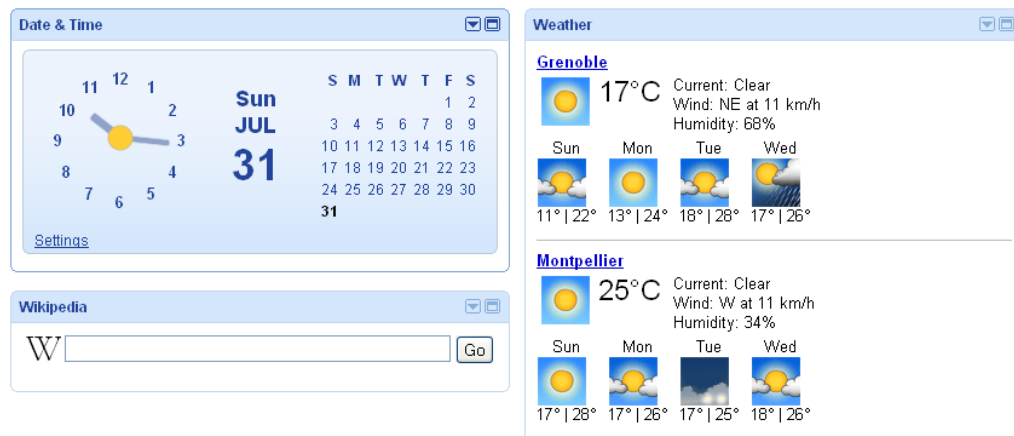 Date & Time
12
11 1
10 2
9 3
8 4
7 5
6
Sun
JUL
31
S M T W T F S
1 2
3 4 5 6 7 8 9
10 11 12 13 14 15 16
17 18 19 20 21 22 23
24 25 26 27 28 29 30
31
Settings
Wikipedia
W Go
Weather
Grenoble
17°C
Current: Clear
Wind: NE at 11 km/h
Humidity: 68%
Sun Mon Tue Wed
11° | 22° 13° | 24° 18° | 28° 17° | 26°
Montpellier
25°C
Current: Clear
Wind: W at 11 km/h
Humidity: 34%
Sun Mon Tue Wed
17° | 28° 17° | 26° 17° | 25° 18° | 26°